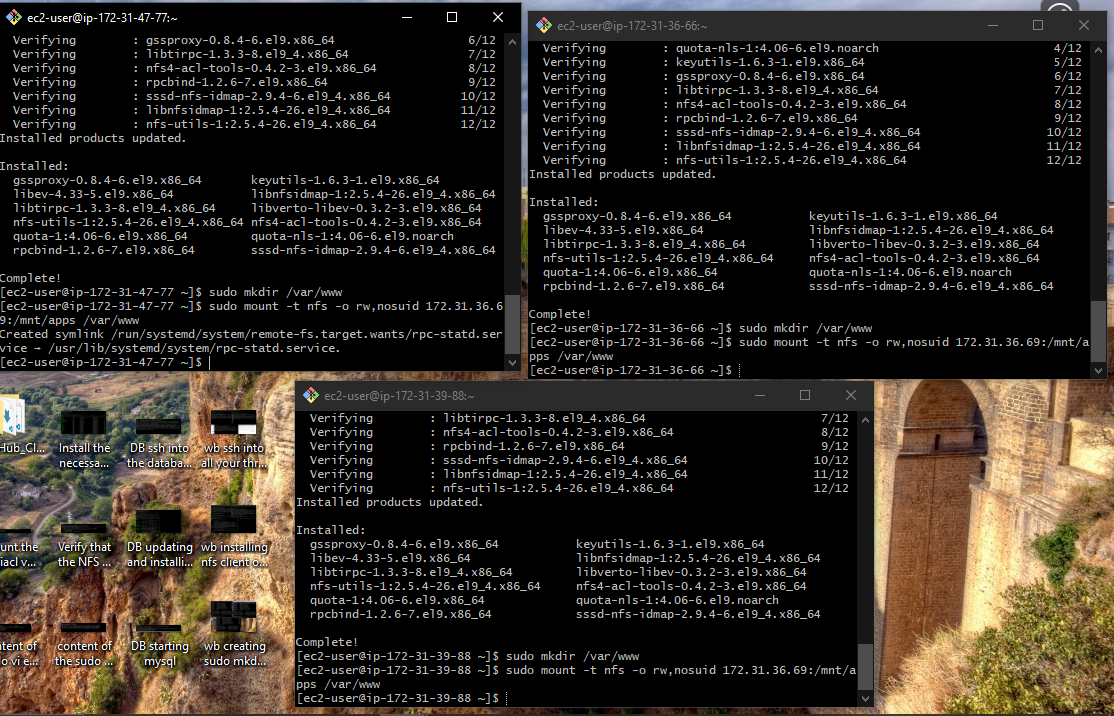 ec2-user@ip-172-31-47-77:~
Verifying : gssproxy-0.8.4-6.el9.x86_64 6/12
Verifying : libtirpc-1.3.3-8.el9_4.x86_64 7/12
Verifying : nfs4-acl-tools-0.4.2-3.el9.x86_64 8/12
Verifying : rpcbind-1.2.6-7.el9.x86_64 9/12
Verifying : sssd-nfs-idmap-2.9.4-6.el9_4.x86_64 10/12
Verifying : libnfsidmap-1:2.5.4-26.el9_4.x86_64 11/12
Verifying : nfs-utils-1:2.5.4-26.el9_4.x86_64 12/12
Installed products updated.
Installed:
gssproxy-0.8.4-6.el9.x86_64 keyutils-1.6.3-1.el9.x86_64
libev-4.33-5.el9.x86_64 libnfsidmap-1:2.5.4-26.el9_4.x86_64
libtirpc-1.3.3-8.el9_4.x86_64 libverto-libev-0.3.2-3.el9.x86_64
nfs-utils-1:2.5.4-26.el9_4.x86_64 nfs4-acl-tools-0.4.2-3.el9.x86_64
quota-1:4.06-6.el9.x86_64 quota-nls-1:4.06-6.el9.noarch
rpcbind-1.2.6-7.el9.x86_64 sssd-nfs-idmap-2.9.4-6.el9_4.x86_64
Complete!
[ec2-user@ip-172-31-47-77 ~]$ sudo mkdir /var/www
[ec2-user@ip-172-31-47-77 ~]$ sudo mount -t nfs -o rw,nosuid 172.31.36.6
9:/mnt/apps /var/www
Created symlink /run/systemd/system/remote-fs.target.wants/rpc-statd.ser
vice → /usr/lib/systemd/system/rpc-statd.service.
[ec2-user@ip-172-31-47-77 ~]$
ec2-user@ip-172-31-36-66:~
Verifying : quota-nls-1:4.06-6.el9.noarch 4/12
Verifying : keyutils-1.6.3-1.el9.x86_64 5/12
Verifying : gssproxy-0.8.4-6.el9.x86_64 6/12
Verifying : libtirpc-1.3.3-8.el9_4.x86_64 7/12
Verifying : nfs4-acl-tools-0.4.2-3.el9.x86_64 8/12
Verifying : rpcbind-1.2.6-7.el9.x86_64 9/12
Verifying : sssd-nfs-idmap-2.9.4-6.el9_4.x86_64 10/12
Verifying : libnfsidmap-1:2.5.4-26.el9_4.x86_64 11/12
Verifying : nfs-utils-1:2.5.4-26.el9_4.x86_64 12/12
Installed products updated.
Installed:
gssproxy-0.8.4-6.el9.x86_64 keyutils-1.6.3-1.el9.x86_64
libev-4.33-5.el9.x86_64 libnfsidmap-1:2.5.4-26.el9_4.x86_64
libtirpc-1.3.3-8.el9_4.x86_64 libverto-libev-0.3.2-3.el9.x86_64
nfs-utils-1:2.5.4-26.el9_4.x86_64 nfs4-acl-tools-0.4.2-3.el9.x86_64
quota-1:4.06-6.el9.x86_64 quota-nls-1:4.06-6.el9.noarch
rpcbind-1.2.6-7.el9.x86_64 sssd-nfs-idmap-2.9.4-6.el9_4.x86_64
Complete!
[ec2-user@ip-172-31-36-66 ~]$ sudo mkdir /var/www
[ec2-user@ip-172-31-36-66 ~]$ sudo mount -t nfs -o rw,nosuid 172.31.36.69:/mnt/a
pps /var/www
[ec2-user@ip-172-31-36-66 ~]$
ec2-user@ip-172-31-39-88:~
Verifying : libtirpc-1.3.3-8.el9_4.x86_64 7/12
Verifying : nfs4-acl-tools-0.4.2-3.el9.x86_64 8/12
Verifying : rpcbind-1.2.6-7.el9.x86_64 9/12
Verifying : sssd-nfs-idmap-2.9.4-6.el9_4.x86_64 10/12
Verifying : libnfsidmap-1:2.5.4-26.el9_4.x86_64 11/12
Verifying : nfs-utils-1:2.5.4-26.el9_4.x86_64 12/12
Installed products updated.
Installed:
gssproxy-0.8.4-6.el9.x86_64 keyutils-1.6.3-1.el9.x86_64
libev-4.33-5.el9.x86_64 libnfsidmap-1:2.5.4-26.el9_4.x86_64
libtirpc-1.3.3-8.el9_4.x86_64 libverto-libev-0.3.2-3.el9.x86_64
nfs-utils-1:2.5.4-26.el9_4.x86_64 nfs4-acl-tools-0.4.2-3.el9.x86_64
quota-1:4.06-6.el9.x86_64 quota-nls-1:4.06-6.el9.noarch
rpcbind-1.2.6-7.el9.x86_64 sssd-nfs-idmap-2.9.4-6.el9_4.x86_64
Complete!
[ec2-user@ip-172-31-39-88 ~]$ sudo mkdir /var/www
[ec2-user@ip-172-31-39-88 ~]$ sudo mount -t nfs -o rw,nosuid 172.31.36.69:/mnt/a
pps /var/www
[ec2-user@ip-172-31-39-88 ~]$
Hub_Cl...
Install the
necessa...
DB ssh into
the databa...
wb ssh into
all your thr...
unt the
iacl v...
Verify that
the NFS ...
DB updating
and installi...
wb installing
nfs client o...
tent of
o vi e...
content of
the sudo ...
DB starting
mysql
wb creating
sudo mkd...